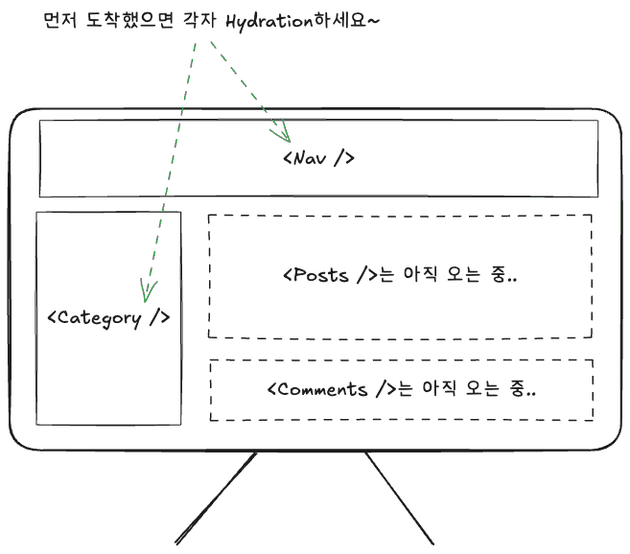 먼저 도착했으면 각자 Hydration하세요~
<Nav />
<Posts />는 아직 오는 중..
<Category />
<Comments />는 아직 오는 중..